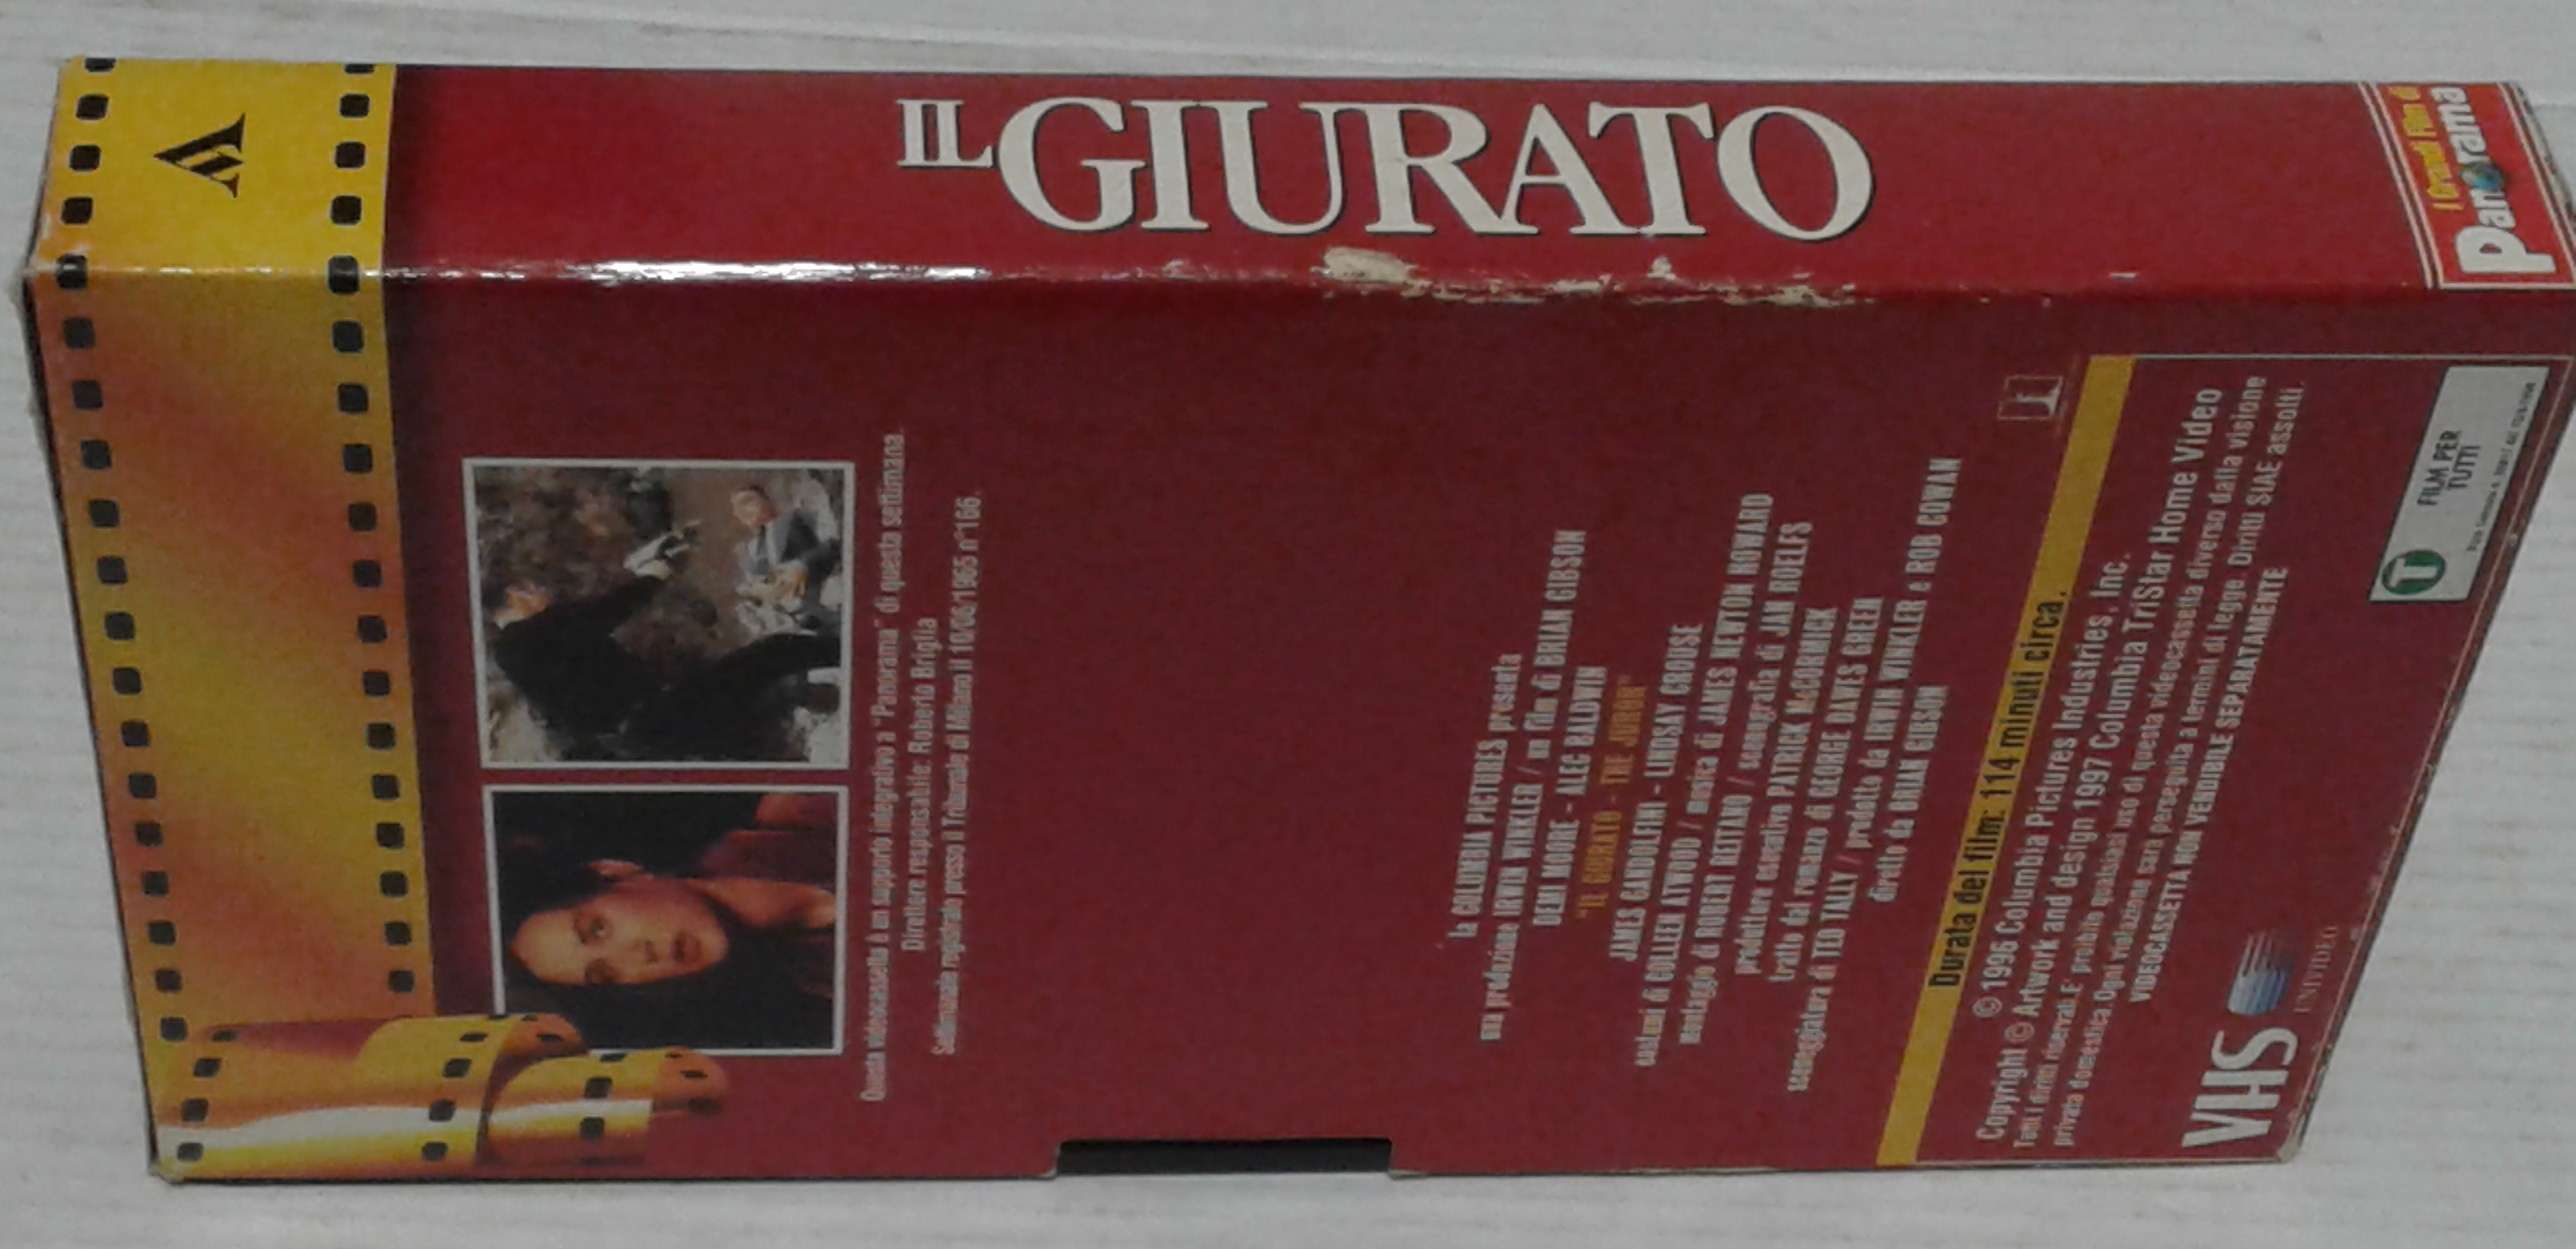 IL GIURATO
I Grandi Film di
Panorama
Questa videocassetta è un supporto integrativo a "Panorama" di questa settimana.
Direttore responsabile: Roberto Briglia
Settimanale registrato presso il Tribunale di Milano il 10/06/1965 n°166.
la COLUMBIA PICTURES presenta
una produzione IRWIN WINKLER / un film di BRIAN GIBSON
DEMI MOORE - ALEC BALDWIN
"IL GIURATO - THE JUROR"
JAMES GANDOLFINI - LINDSAY CROUSE
costumi di COLLEEN ATWOOD / musica di JAMES NEWTON HOWARD
montaggio di ROBERT REITANO / scenografia di JAN ROELFS
produttore esecutivo PATRICK McCORMICK
tratto dal romanzo di GEORGE DAWES GREEN
sceneggiatura di TED TALLY / prodotto da IRWIN WINKLER e ROB COWAN
diretto da BRIAN GIBSON
Durata del film: 114 minuti circa.
Copyright © 1996 Columbia Pictures Industries, Inc.
© Artwork and design 1997 Columbia TriStar Home Video
Tutti i diritti riservati. E' proibito qualsiasi uso di questa videocassetta diverso dalla visione
privata domestica. Ogni violazione sarà perseguita a termini di legge. Diritti SIAE assolti.
VIDEOCASSETTA NON VENDIBILE SEPARATAMENTE
VHS
UNIVIDEO
T
FILM PER
TUTTI